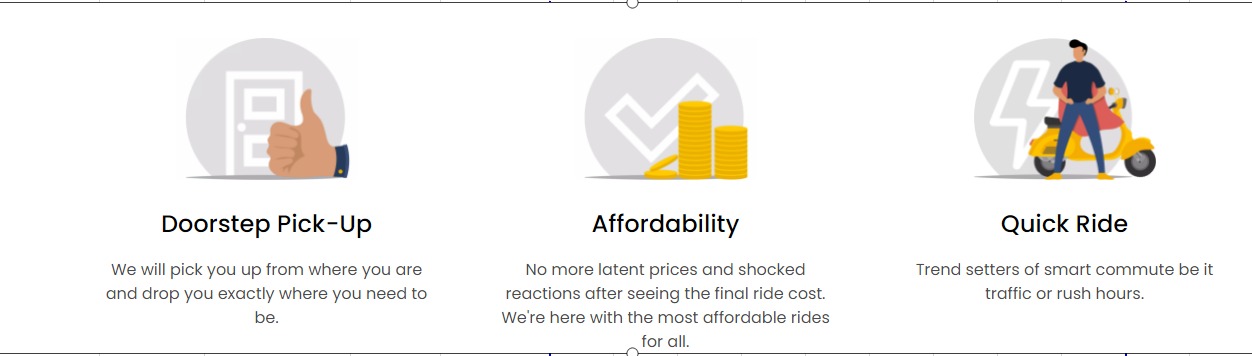 Doorstep Pick-Up
We will pick you up from where you are
and drop you exactly where you need to
be.
Affordability
No more latent prices and shocked
reactions after seeing the final ride cost.
We're here with the most affordable rides
for all.
Quick Ride
Trend setters of smart commute be it
traffic or rush hours.